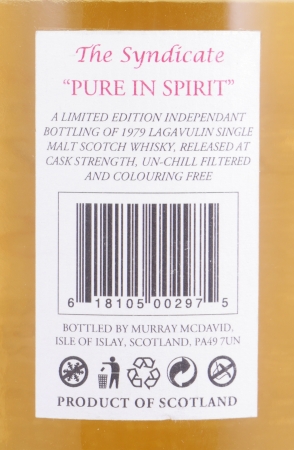 The Syndicate
“PURE IN SPIRIT”
A LIMITED EDITION INDEPENDANT
BOTTLING OF 1979 LAGAVULIN SINGLE
MALT SCOTCH WHISKY, RELEASED AT
CASK STRENGTH, UN-CHILL FILTERED
AND COLOURING FREE
6 18105 00297 5
BOTTLED BY MURRAY MCDAVID,
ISLE OF ISLAY, SCOTLAND, PA49 7UN
PRODUCT OF SCOTLAND